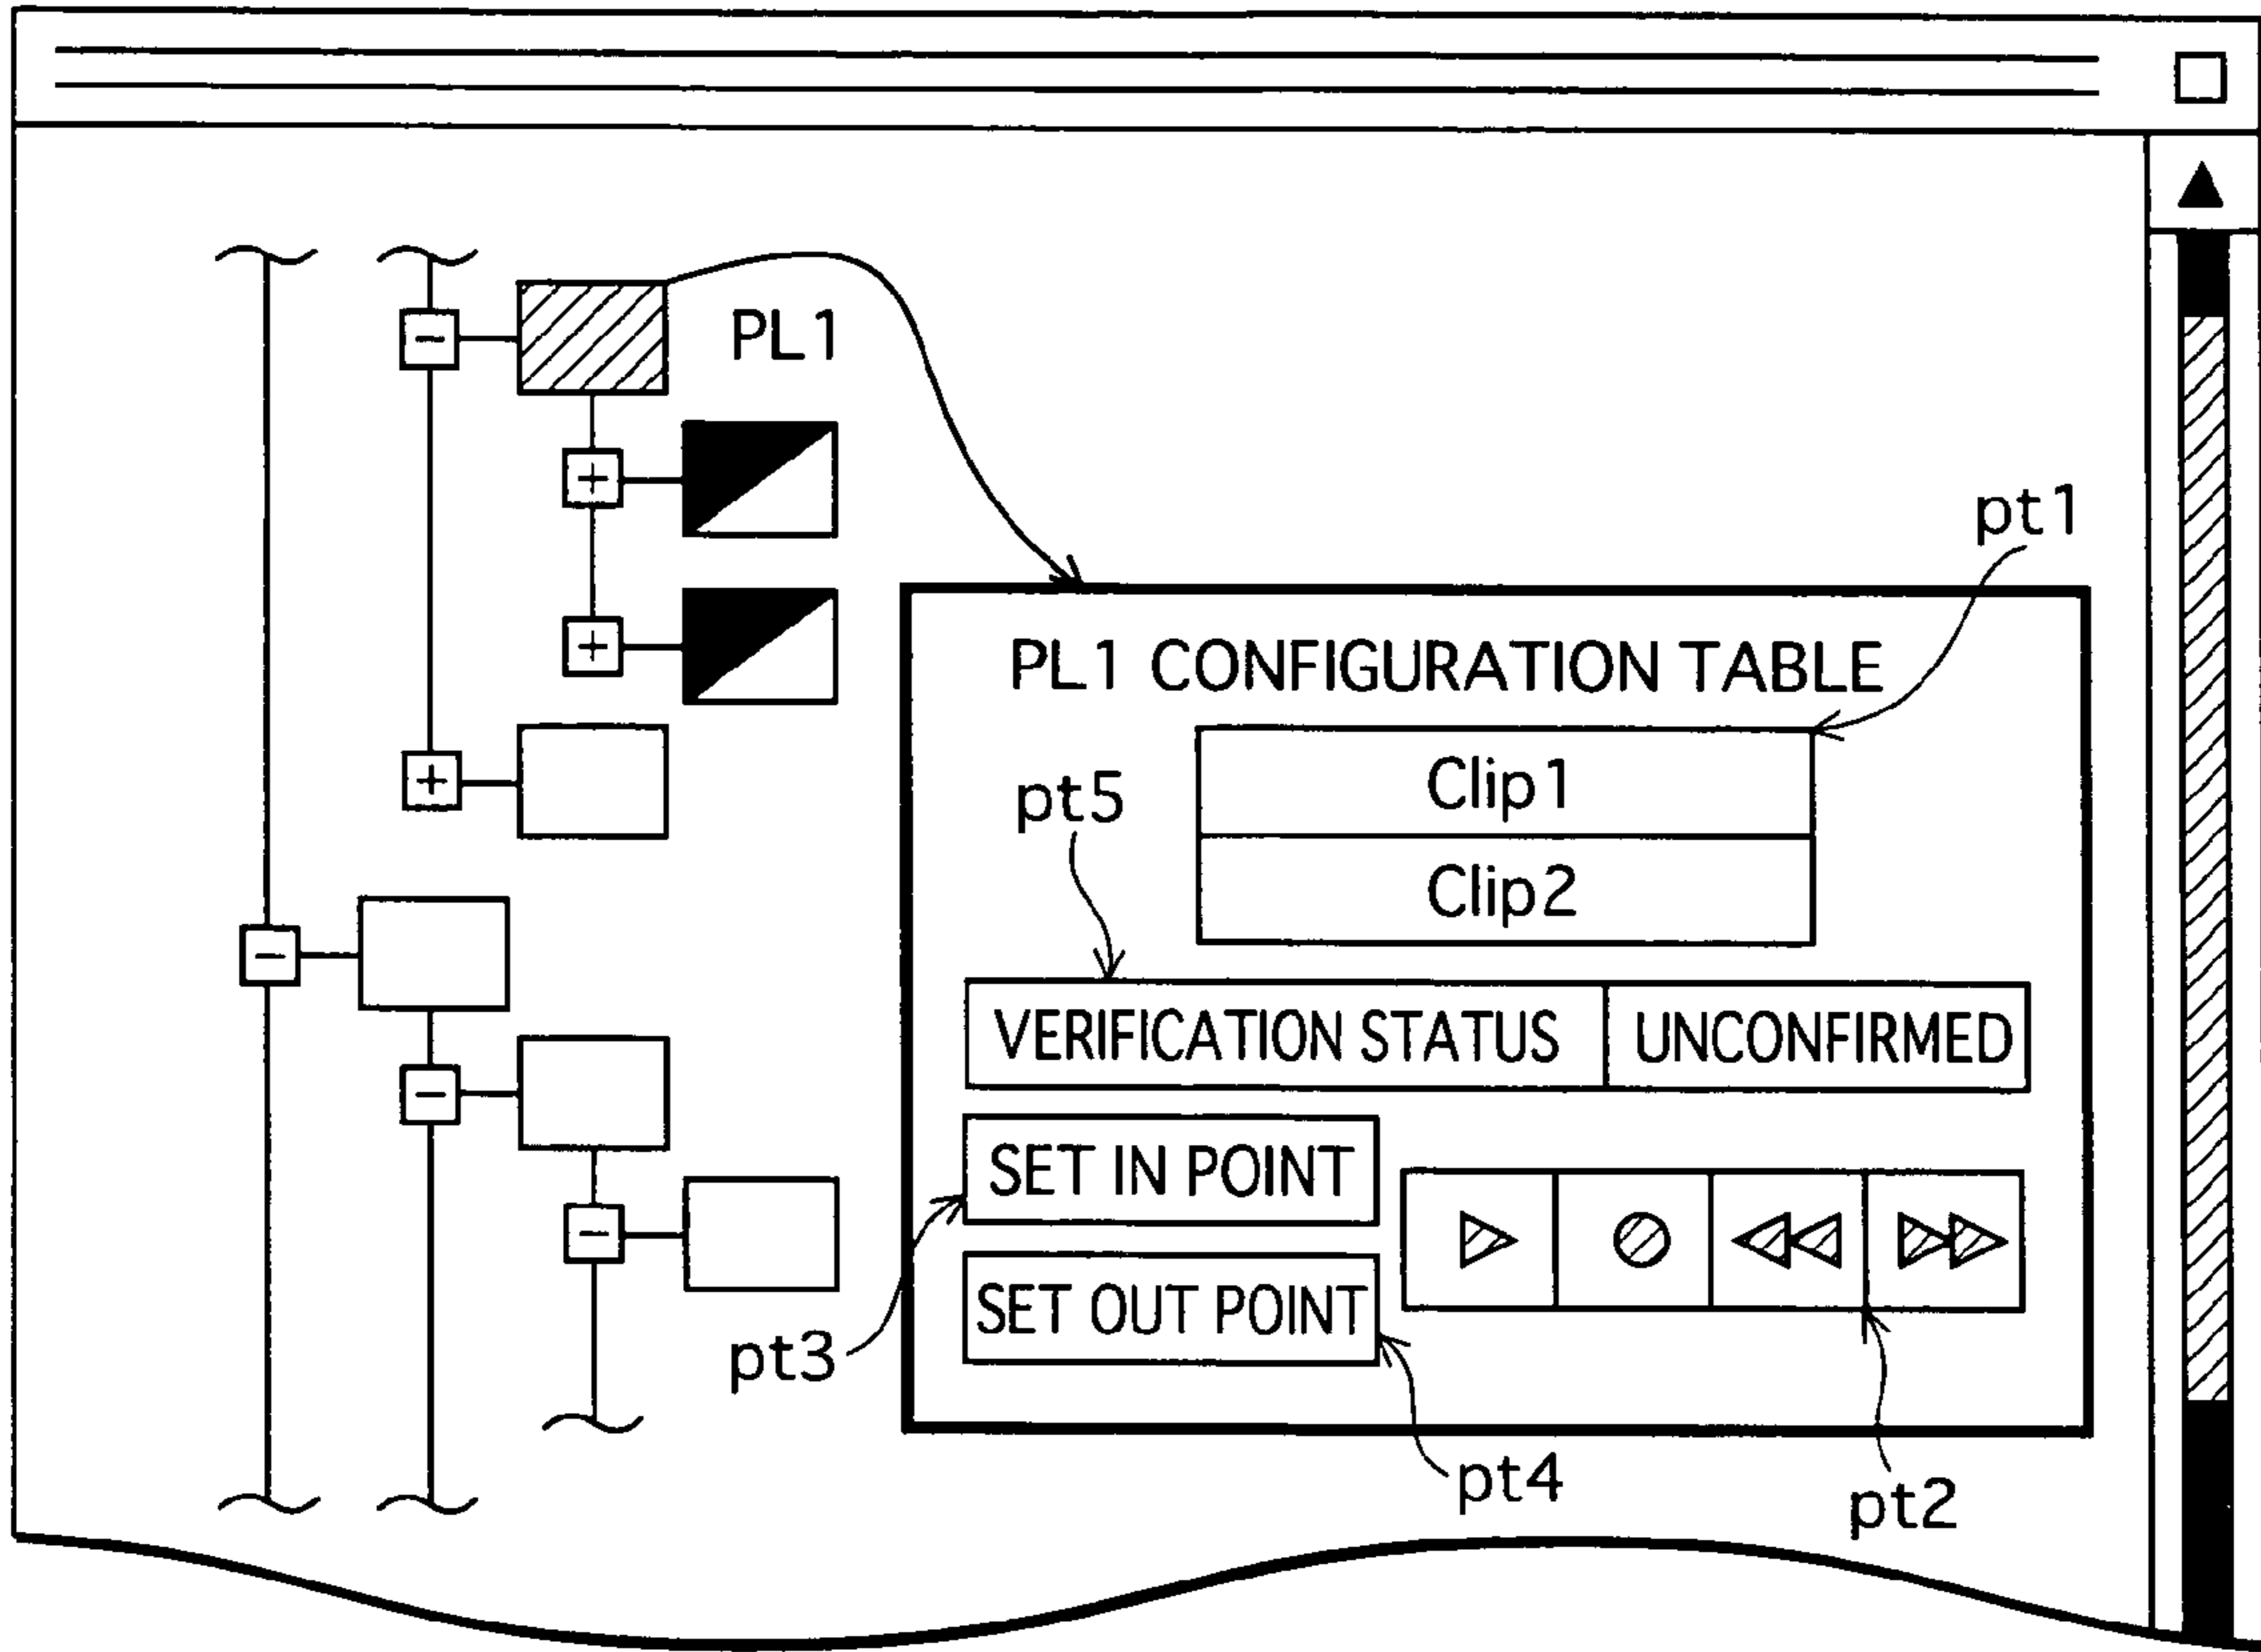 PL1
pt1
PL1 CONFIGURATION TABLE
Clip1
pt5
Clip2
VERIFICATION STATUS UNCONFIRMED
SET IN POINT
SET OUT POINT
pt3
pt4
pt2